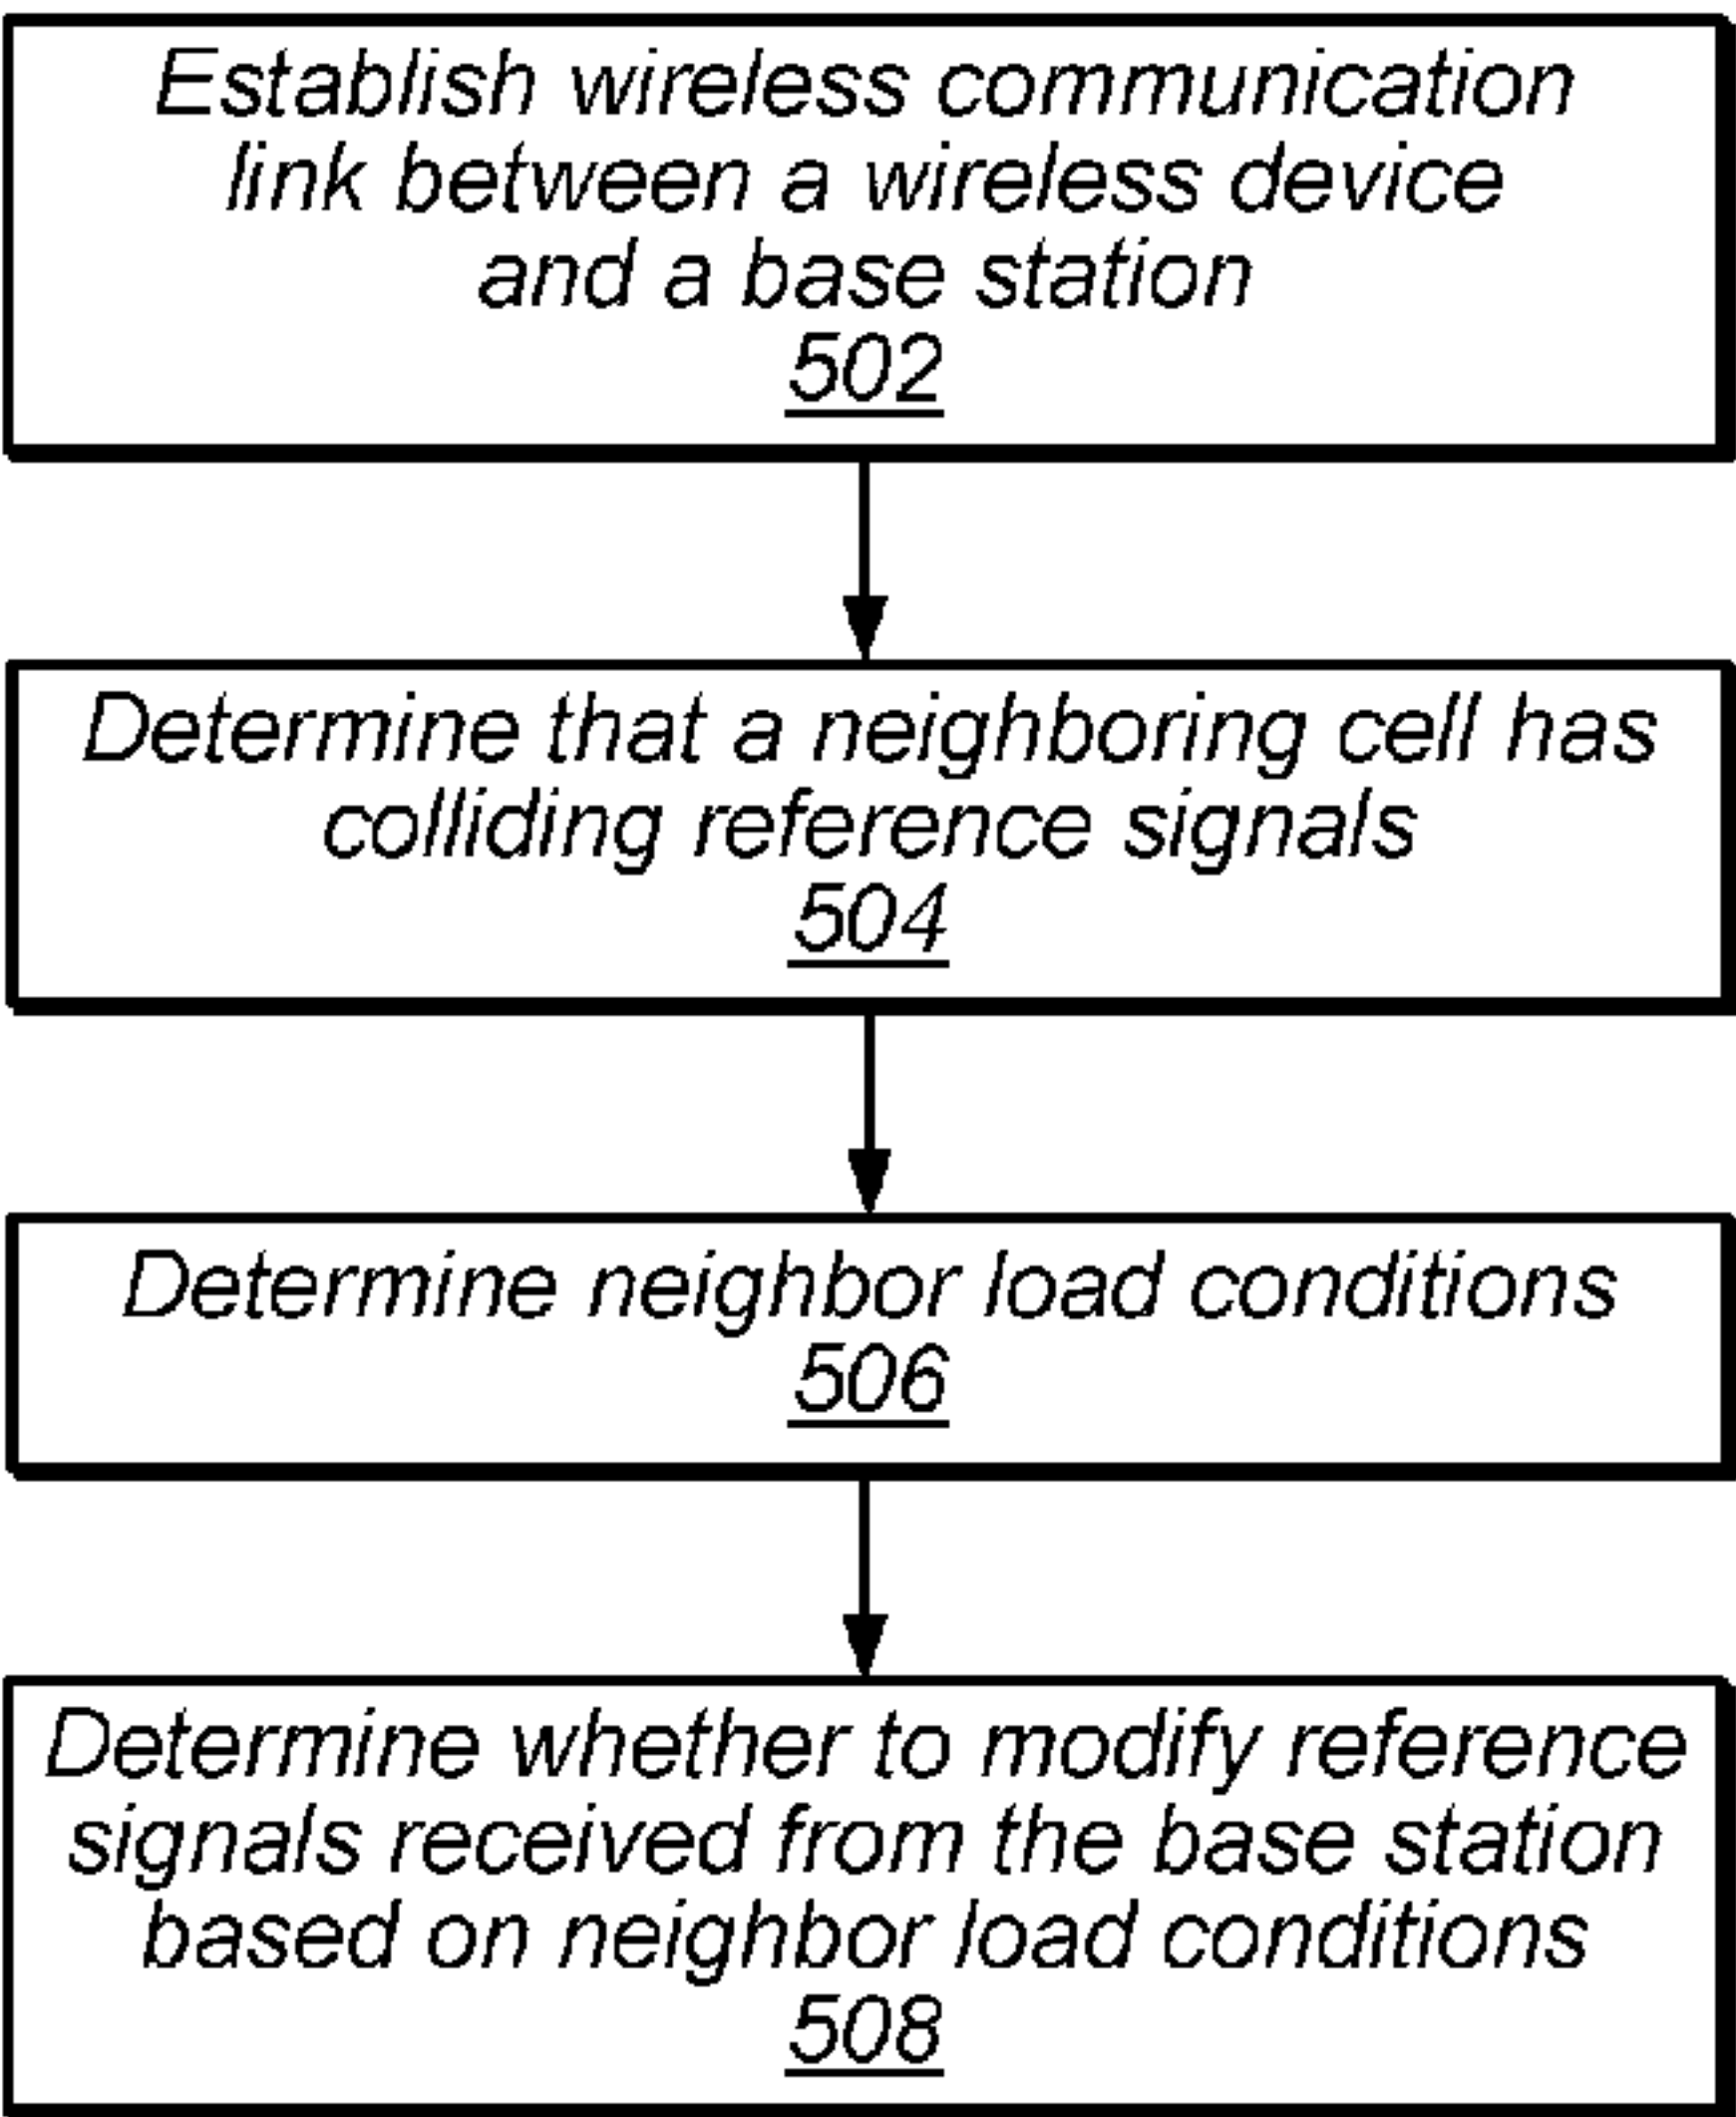 Establish wireless communication
link between a wireless device
and a base station
502
Determine that a neighboring cell has
colliding reference signals
504
Determine neighbor load conditions
506
Determine whether to modify reference
signals received from the base station
based on neighbor load conditions
508